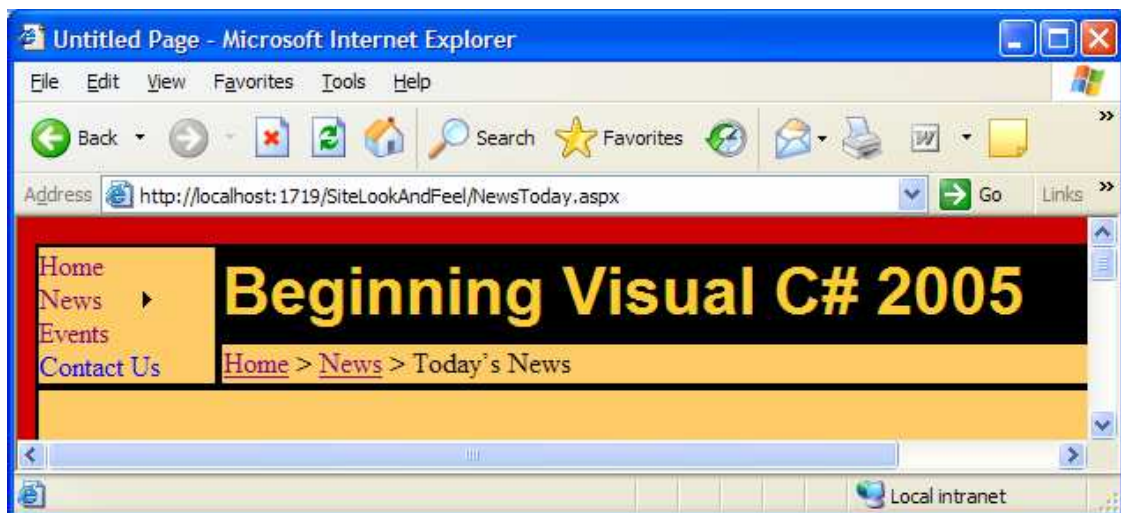 Untitled Page - Microsoft Internet Explorer
File Edit View Favorites Tools Help
Back Search Favorites W »
Address http://localhost:1719/SiteLookAndFeel/NewsToday.aspx Go Links »
Home
News
Events
Contact Us
Beginning Visual C# 2005
Home > News > Today’s News
Local intranet